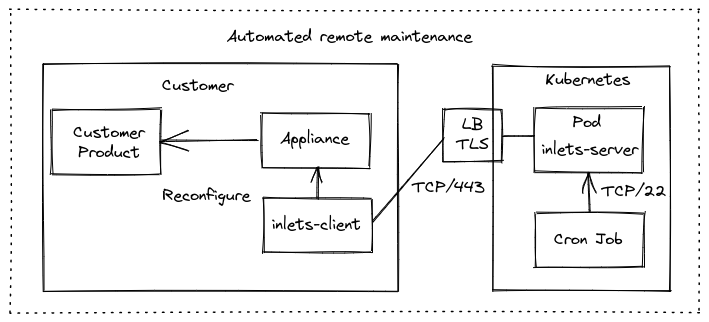 Automated remote maintenance
Customer
Kubernetes
Customer
Product
Appliance
LB
TLS
Pod
inlets-server
Reconfigure
TCP/443
TCP/22
inlets-client
Cron Job